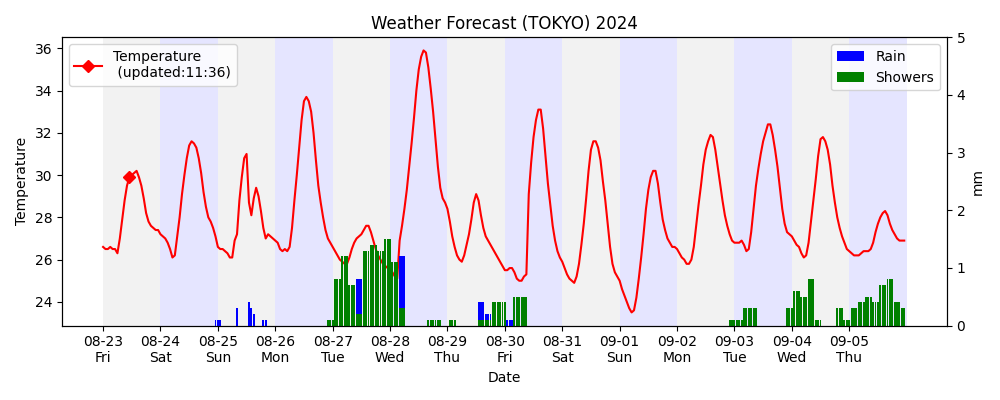 Weather Forecast (TOKYO) 2024
Temperature
(updated:11:36)
Rain
Showers
36
34
32
30
28
26
24
Temperature
5
4
3
2
1
0
mm
08-23 08-24 08-25 08-26 08-27 08-28 08-29 08-30 08-31 09-01 09-02 09-03 09-04 09-05
Fri Sat Sun Mon Tue Wed Thu Fri Sat Sun Mon Tue Wed Thu
Date